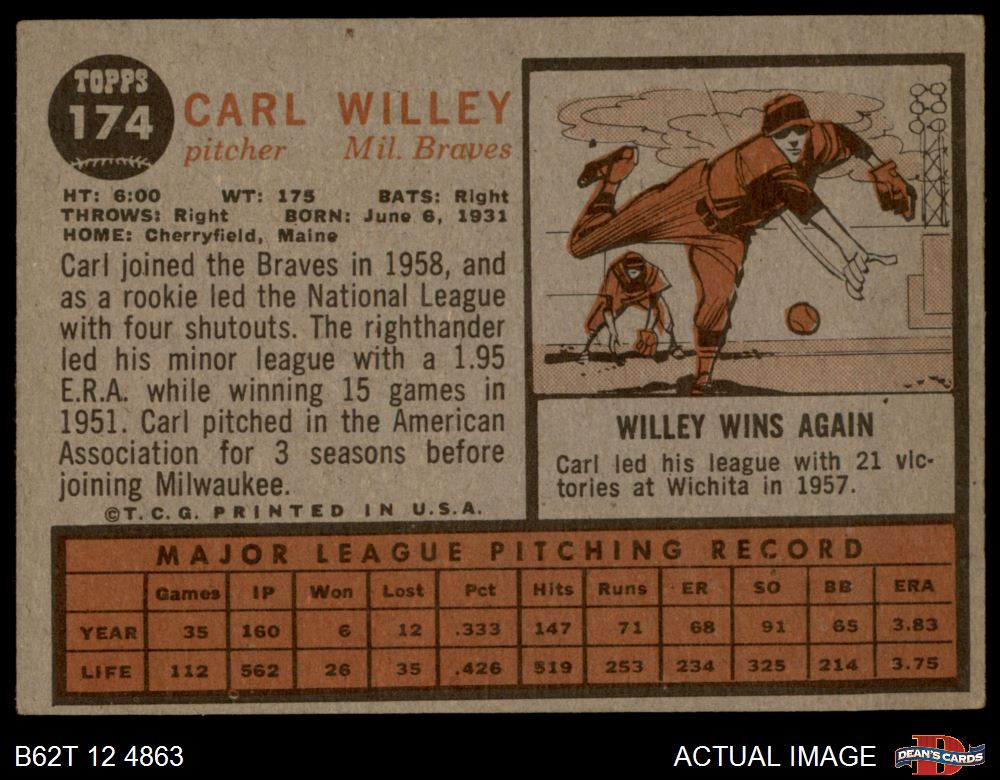 TOPPS
174
CARL WILLEY
pitcher Mil. Braves
HT: 6:00 WT: 175 BATS: Right
THROWS: Right BORN: June 6, 1931
HOME: Cherryfield, Maine
Carl joined the Braves in 1958, and
as a rookie led the National League
with four shutouts. The righthander
led his minor league with a 1.95
E.R.A. while winning 15 games in
1951. Carl pitched in the American
Association for 3 seasons before
joining Milwaukee.
©T.C.G. PRINTED IN U.S.A.
WILLEY WINS AGAIN
Carl led his league with 21 vic-
tories at Wichita in 1957.
MAJOR LEAGUE PITCHING RECORD
Games IP Won Lost Pct Hits Runs ER SO BB ERA
YEAR 35 160 6 12 .333 147 71 68 91 65 3.83
LIFE 112 562 26 35 .426 519 253 234 325 214 3.75
B62T 12 4863
ACTUAL IMAGE
DEAN'S CARDS